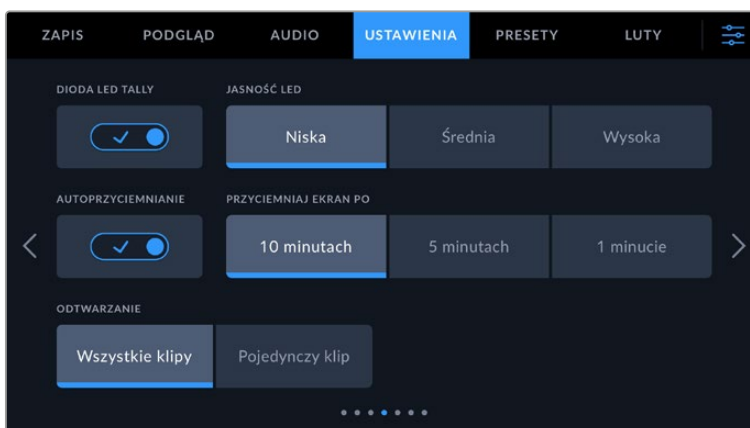 ZAPIS PODGLĄD AUDIO USTAWIENIA PRESETY LUTY
DIODA LED TALLY JASNOŚĆ LED
Niska Średnia Wysoka
AUTOPRZYCIEMNIANIE PRZYCIEMNIAJ EKRAN PO
10 minutach 5 minutach 1 minucie
ODTWARZANIE
Wszystkie klipy Pojedynczy klip